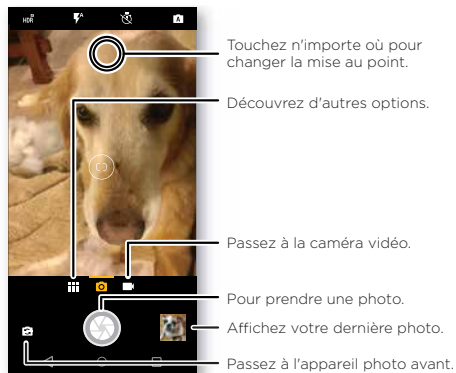 HDR
A
A
Touchez n'importe où pour
changer la mise au point.
Découvrez d'autres options.
Passez à la caméra vidéo.
Pour prendre une photo.
Affichez votre dernière photo.
Passez à l'appareil photo avant.